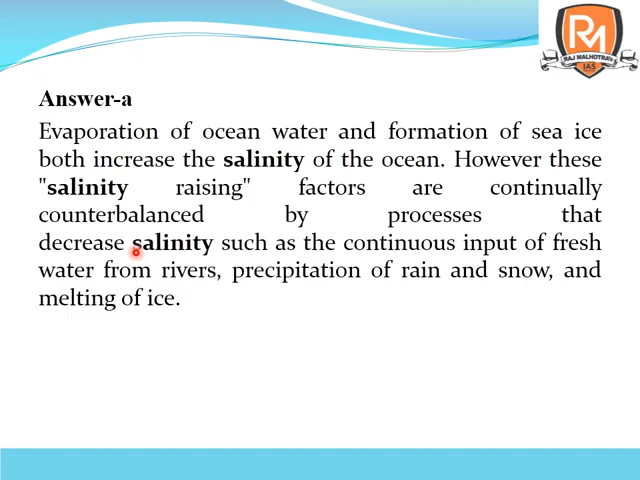 RM
RAJ MALHOTRA'S
IAS
Answer-a
Evaporation of ocean water and formation of sea ice
both increase the salinity of the ocean. However these
"salinity raising" factors are continually
counterbalanced by processes that
decrease salinity such as the continuous input of fresh
water from rivers, precipitation of rain and snow, and
melting of ice.